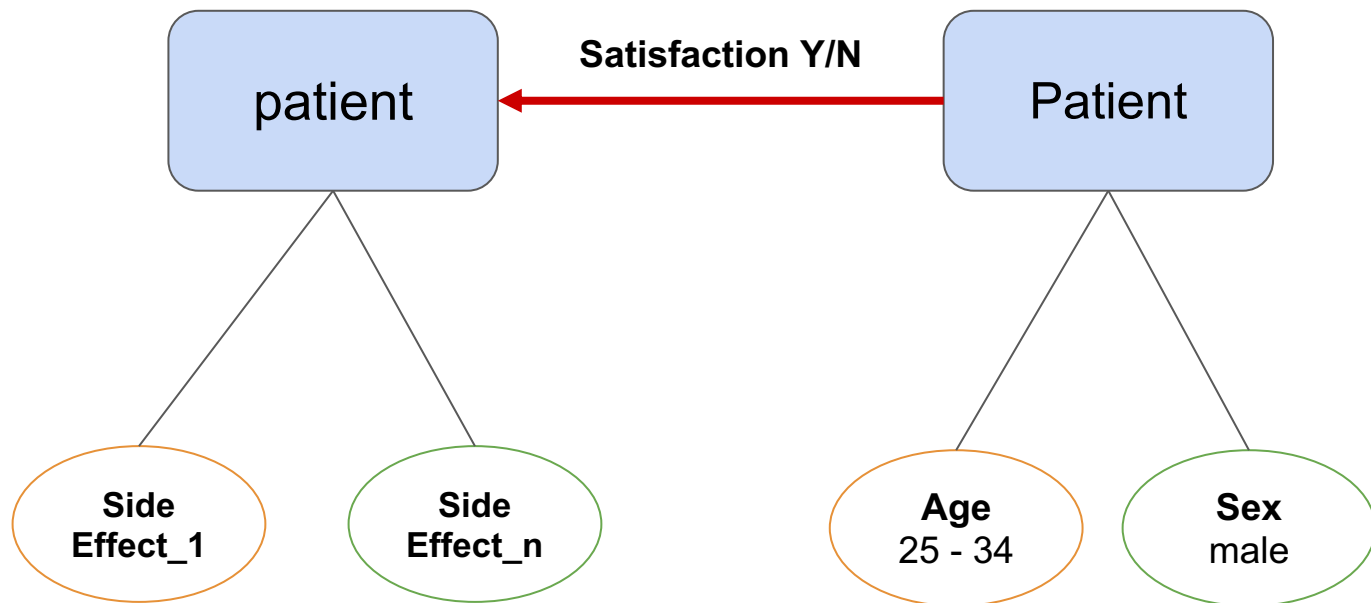 patient
Satisfaction Y/N
Patient
Side
Effect_1
Side
Effect_n
Age
25 - 34
Sex
male